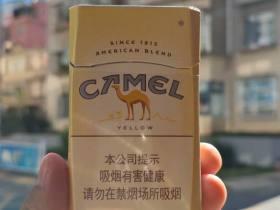 SINCE 1913
AMERICAN BLEND
CAMEL
YELLOW
本公司提示
吸烟有害健康
请勿在禁烟场所吸烟